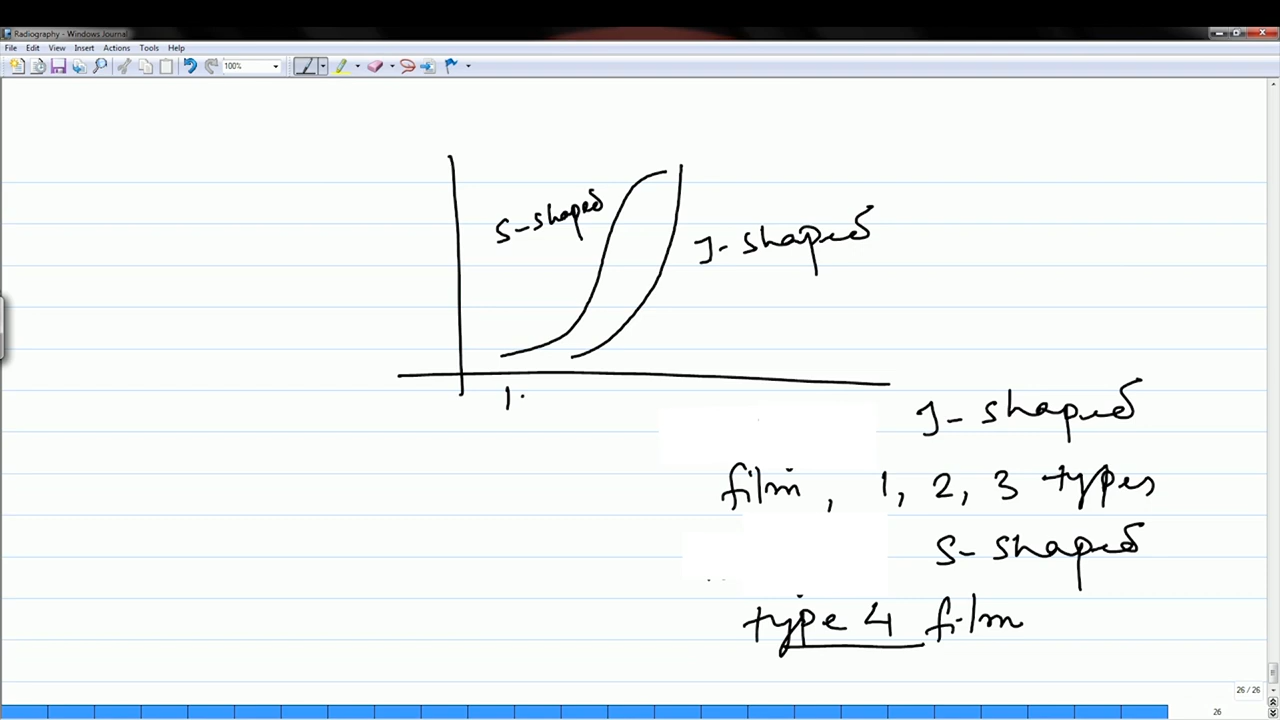 Radiography - Windows Journal
File Edit View Insert Actions Tools Help
100%
S-shaped
J-shaped
1.
J-shaped
film, 1, 2, 3 types
S-shaped
type 4 film
26 / 26
26